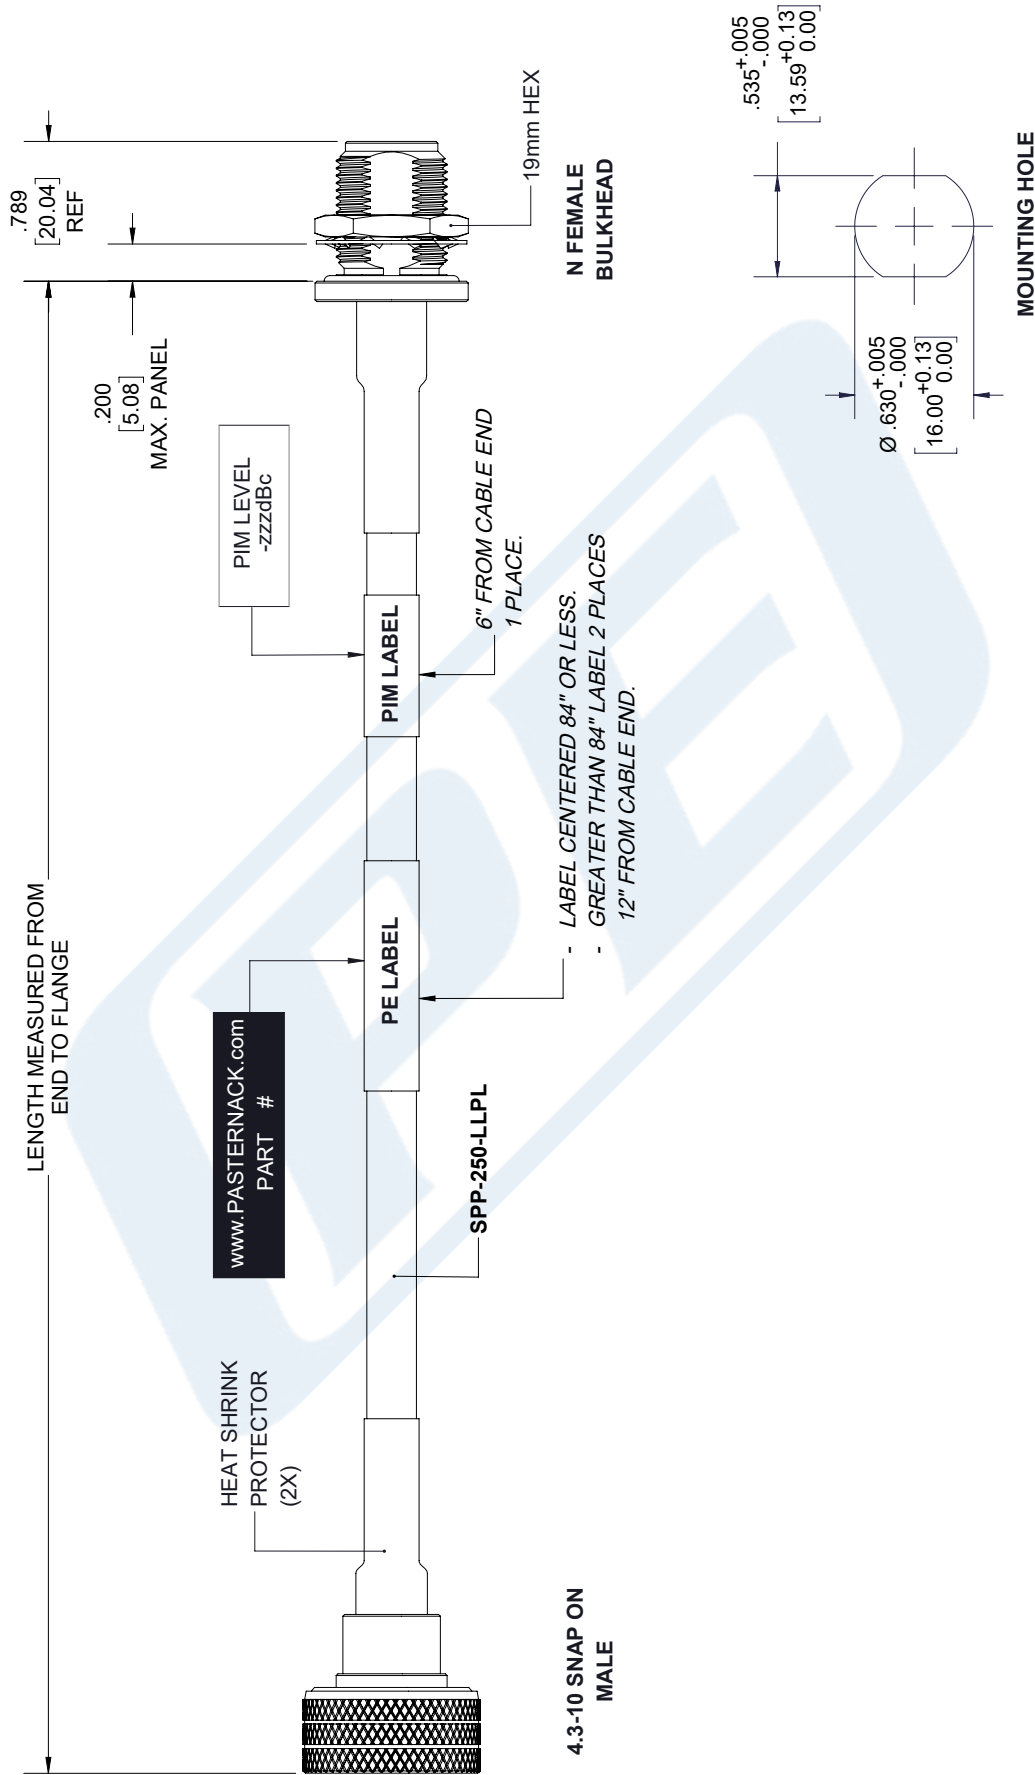 LENGTH MEASURED FROM
END TO FLANGE
.789
[20.04]
REF
.200
[5.08]
MAX. PANEL
HEAT SHRINK
PROTECTOR
(2X)
www.PASTERNACK.com
PART #
PIM LEVEL
-zzzdBc
PE LABEL
PIM LABEL
SPP-250-LLPL
6" FROM CABLE END
1 PLACE.
19mm HEX
- LABEL CENTERED 84" OR LESS.
- GREATER THAN 84" LABEL 2 PLACES
12" FROM CABLE END.
4.3-10 SNAP ON
MALE
N FEMALE
BULKHEAD
.535 +.005 -.000
[13.59 +0.13 0.00]
Ø .630 +.005 -.000
[16.00 +0.13 0.00]
MOUNTING HOLE
PE